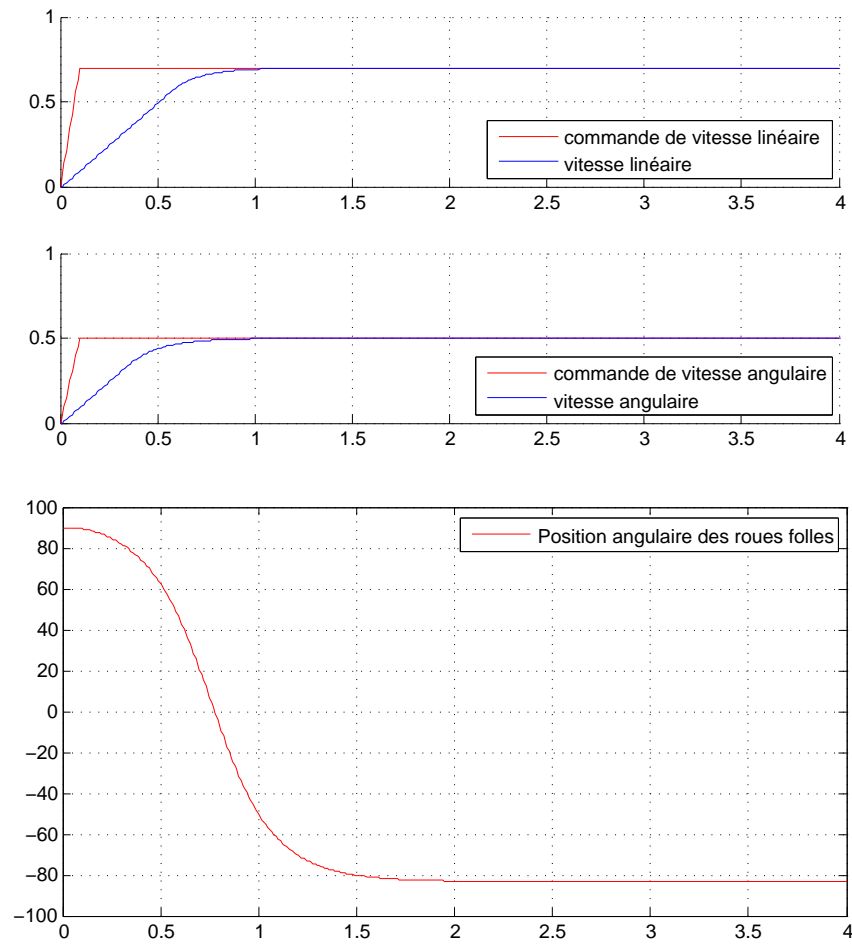 1
0.5
0
0 0.5 1 1.5 2 2.5 3 3.5 4
commande de vitesse linéaire
vitesse linéaire
1
0.5
0
0 0.5 1 1.5 2 2.5 3 3.5 4
commande de vitesse angulaire
vitesse angulaire
100
80
60
40
20
0
−20
−40
−60
−80
−100
0 0.5 1 1.5 2 2.5 3 3.5 4
Position angulaire des roues folles